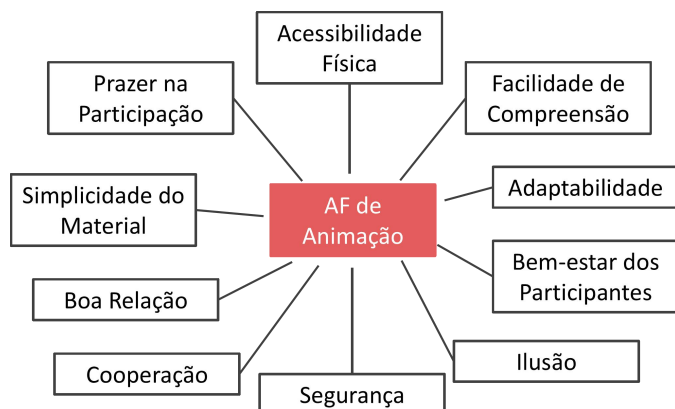 Acessibilidade
Física
Prazer na
Participação
Facilidade de
Compreensão
Simplicidade do
Material
AF de
Animação
Adaptabilidade
Boa Relação
Bem-estar dos
Participantes
Cooperação
Segurança
Ilusão